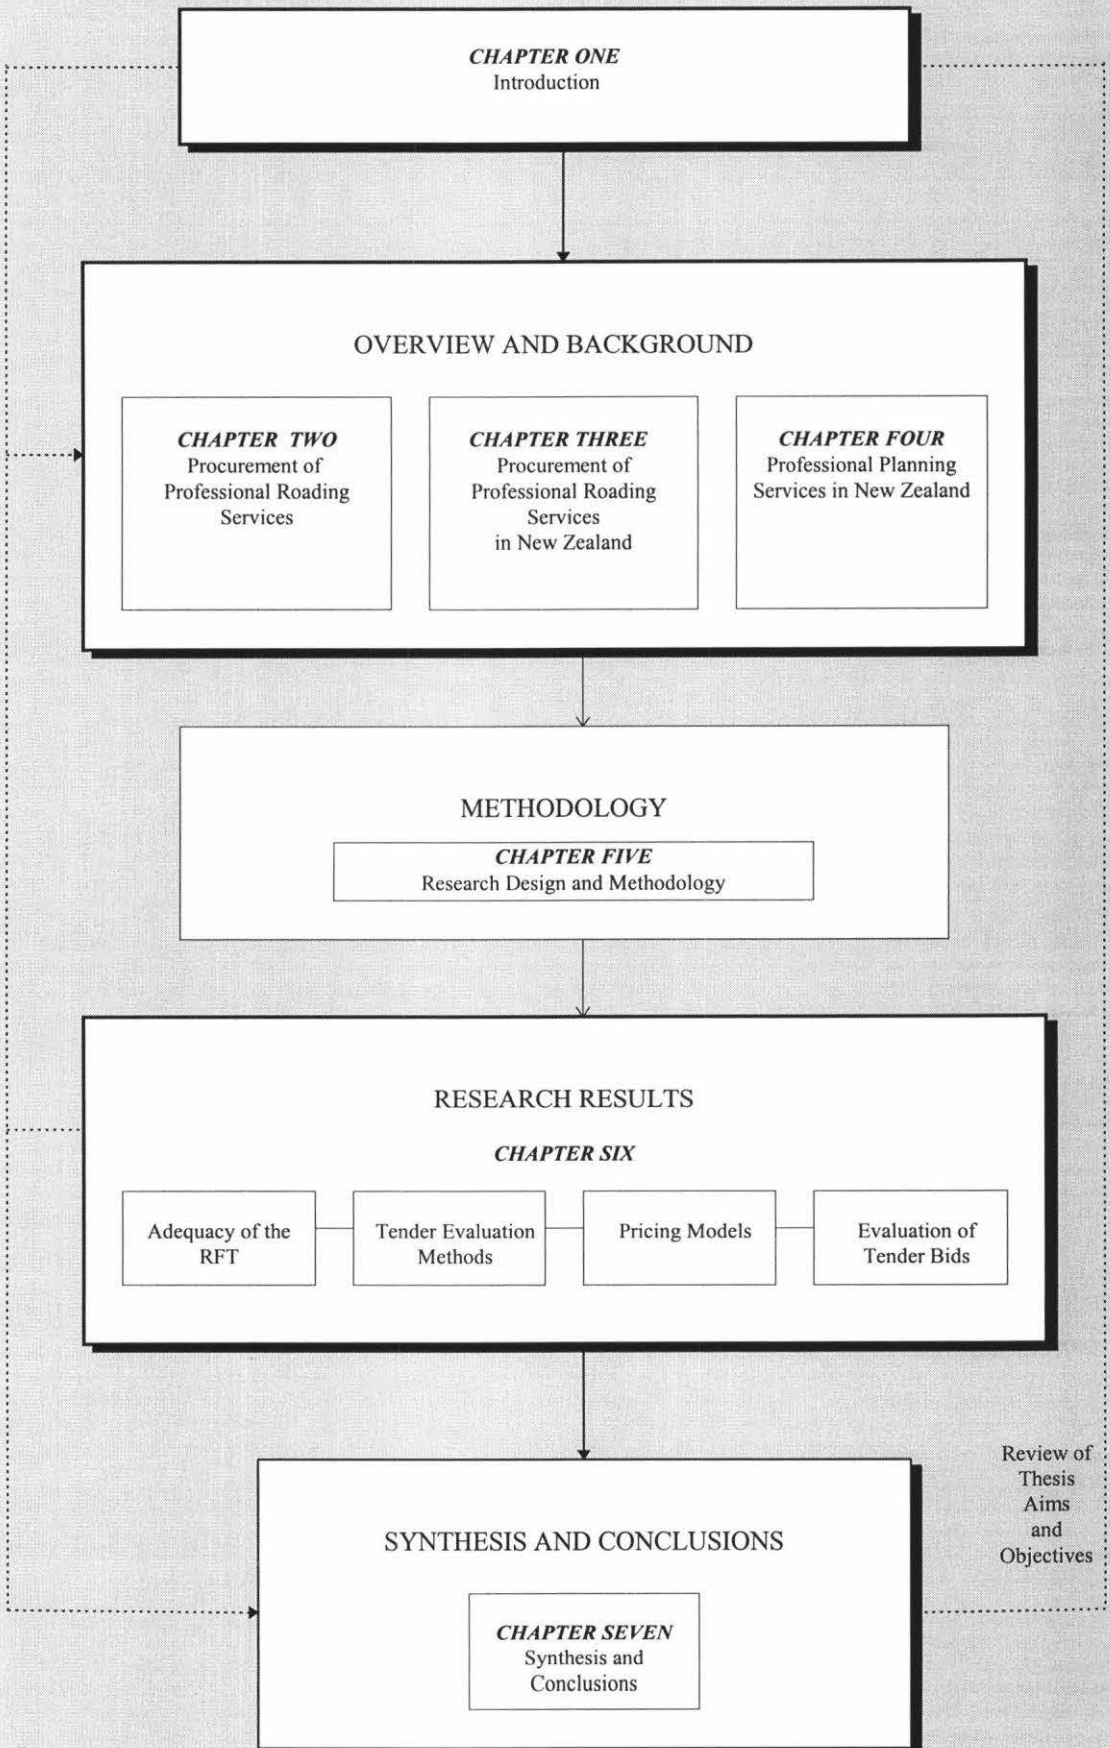 CHAPTER ONE
Introduction
OVERVIEW AND BACKGROUND
CHAPTER TWO
Procurement of
Professional Roading
Services
CHAPTER THREE
Procurement of
Professional Roading
Services
in New Zealand
CHAPTER FOUR
Professional Planning
Services in New Zealand
METHODOLOGY
CHAPTER FIVE
Research Design and Methodology
RESEARCH RESULTS
CHAPTER SIX
Adequacy of the
RFT
Tender Evaluation
Methods
Pricing Models
Evaluation of
Tender Bids
Review of
Thesis
Aims
and
Objectives
SYNTHESIS AND CONCLUSIONS
CHAPTER SEVEN
Synthesis and
Conclusions